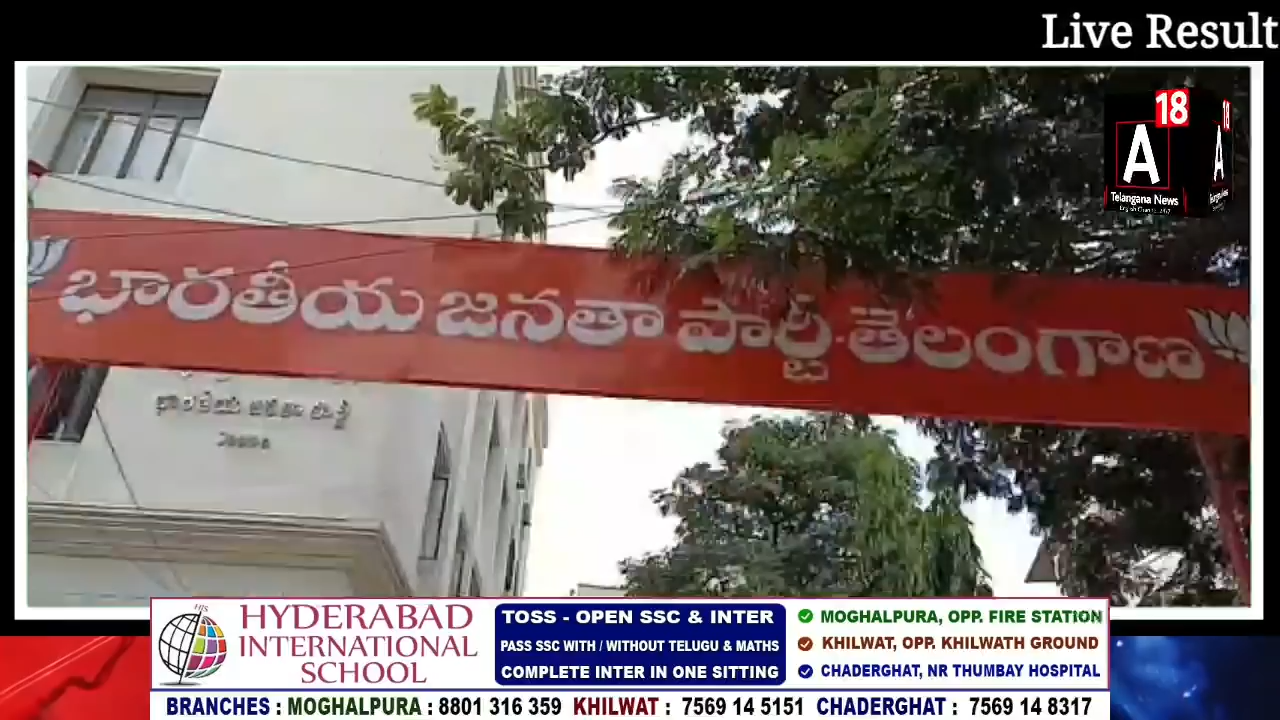 Live Result
18
A
Telangana News
భారతీయ జనతా పార్టీ-తెలంగాణ
HIS
HYDERABAD
INTERNATIONAL
SCHOOL
TOSS - OPEN SSC & INTER
PASS SSC WITH / WITHOUT TELUGU & MATHS
COMPLETE INTER IN ONE SITTING
MOGHALPURA, OPP. FIRE STATION
KHILWAT, OPP. KHILWATH GROUND
CHADERGHAT, NR THUMBAY HOSPITAL
BRANCHES : MOGHALPURA : 8801 316 359 KHILWAT : 7569 14 5151 CHADERGHAT : 7569 14 8317